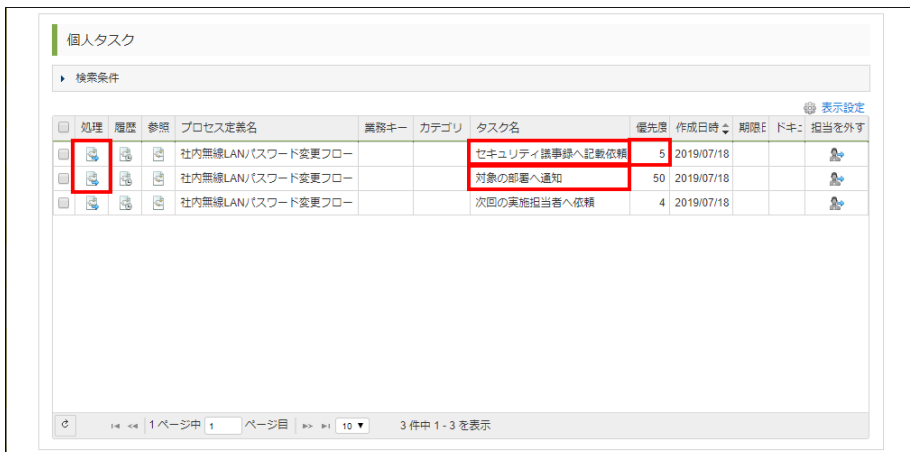 個人タスク
検索条件
表示設定
処理 履歴 参照 プロセス定義名 業務キー カテゴリ タスク名 優先度 作成日時 期限E ドキュ 担当を外す
社内無線LANパスワード変更フロー セキュリティ議事録へ記載依頼 5 2019/07/18
社内無線LANパスワード変更フロー 対象の部署へ通知 50 2019/07/18
社内無線LANパスワード変更フロー 次回の実施担当者へ依頼 4 2019/07/18
1 ページ中 1 ページ目 10 3 件中 1 - 3 を表示